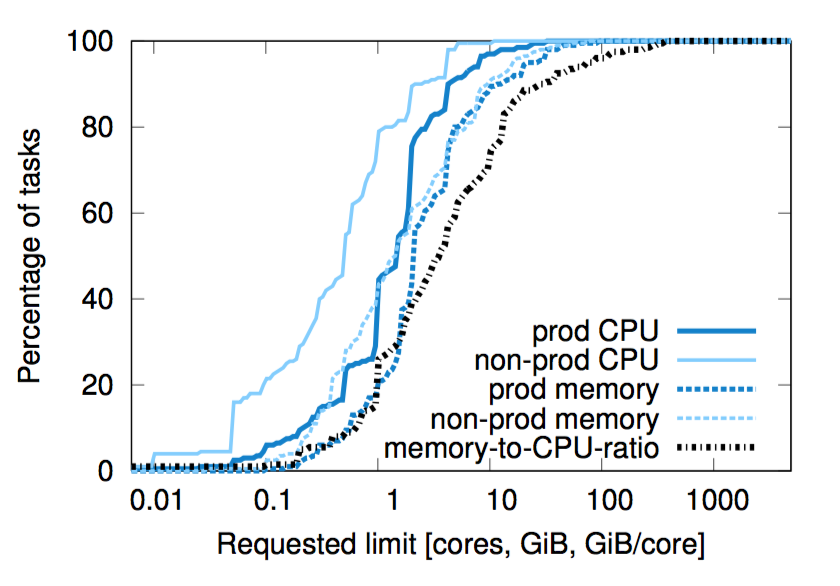 Percentage of tasks
100
80
60
40
20
0
prod CPU
non-prod CPU
prod memory
non-prod memory
memory-to-CPU-ratio
0.01 0.1 1 10 100 1000
Requested limit [cores, GiB, GiB/core]